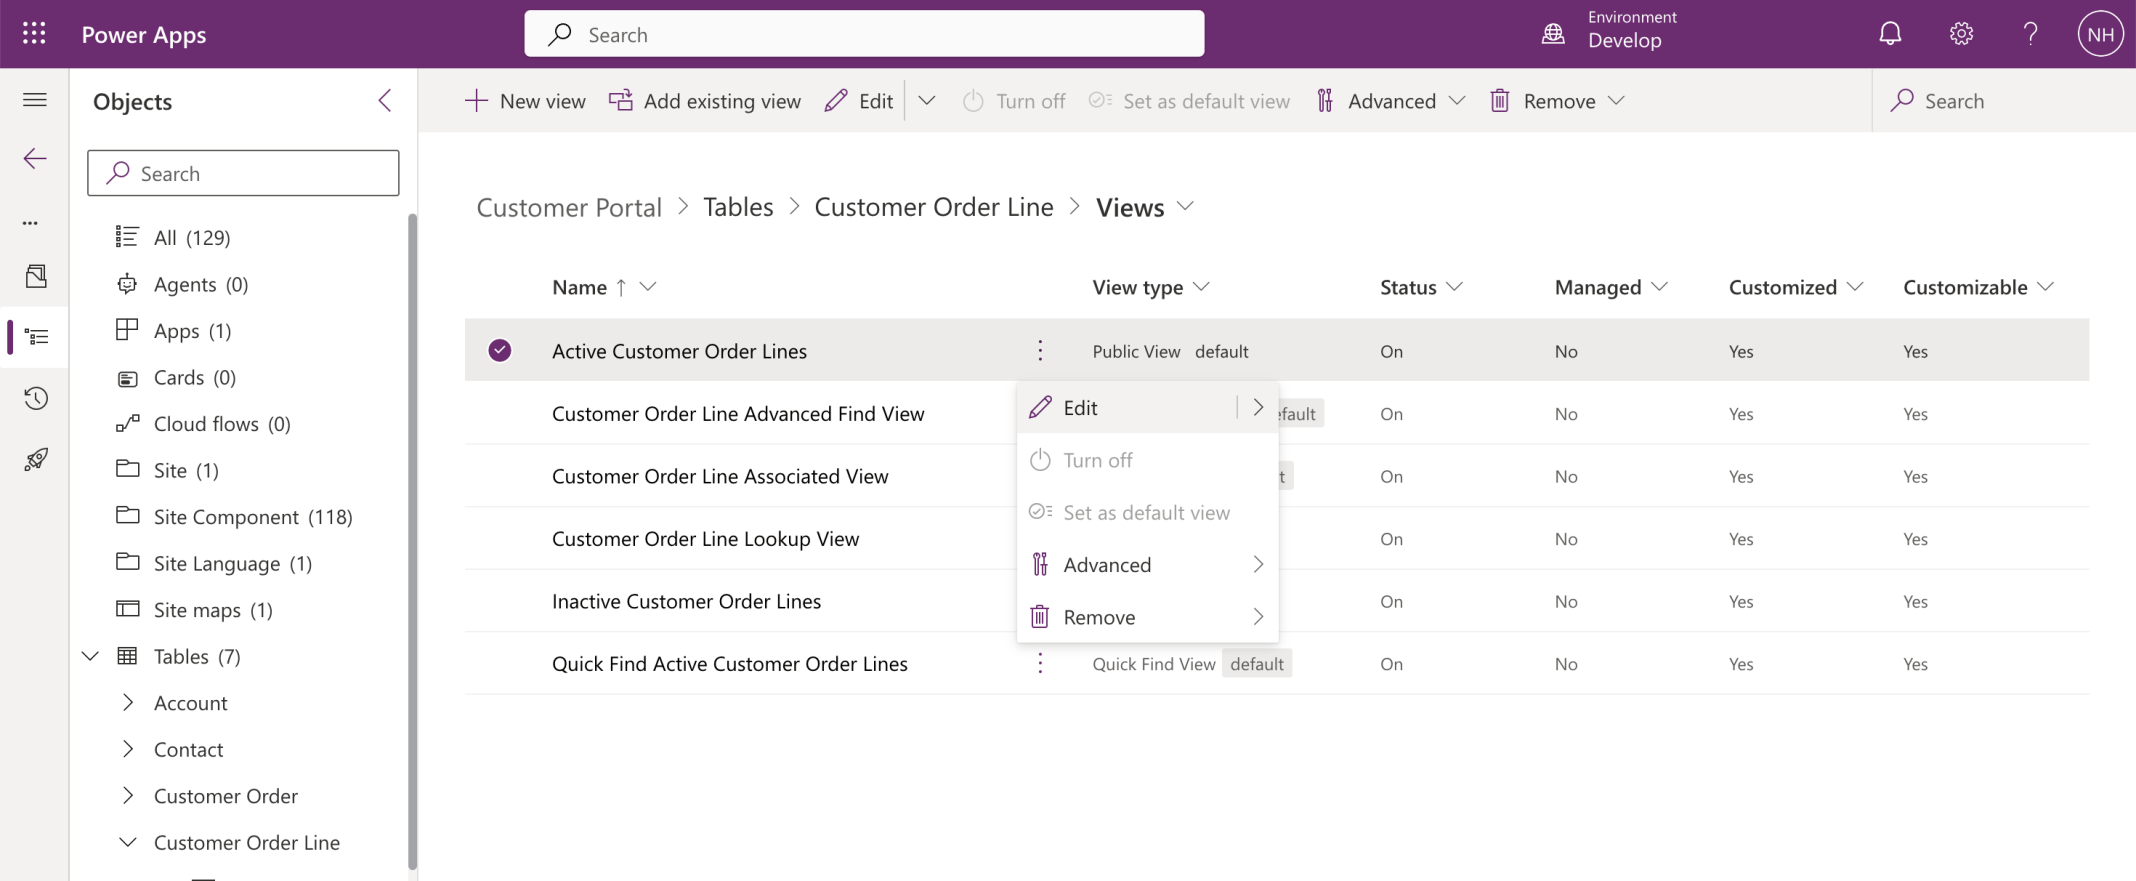 Power Apps
Search
Environment
Develop
NH
Objects
Search
All (129)
Agents (0)
Apps (1)
Cards (0)
Cloud flows (0)
Site (1)
Site Component (118)
Site Language (1)
Site maps (1)
Tables (7)
Account
Contact
Customer Order
Customer Order Line
New view Add existing view Edit Turn off Set as default view Advanced Remove Search
Customer Portal > Tables > Customer Order Line > Views
Name ↑ View type Status Managed Customized Customizable
Active Customer Order Lines Public View default On No Yes Yes
Customer Order Line Advanced Find View efault On No Yes Yes
Customer Order Line Associated View t On No Yes Yes
Customer Order Line Lookup View On No Yes Yes
Inactive Customer Order Lines On No Yes Yes
Quick Find Active Customer Order Lines Quick Find View default On No Yes Yes
Edit
Turn off
Set as default view
Advanced
Remove